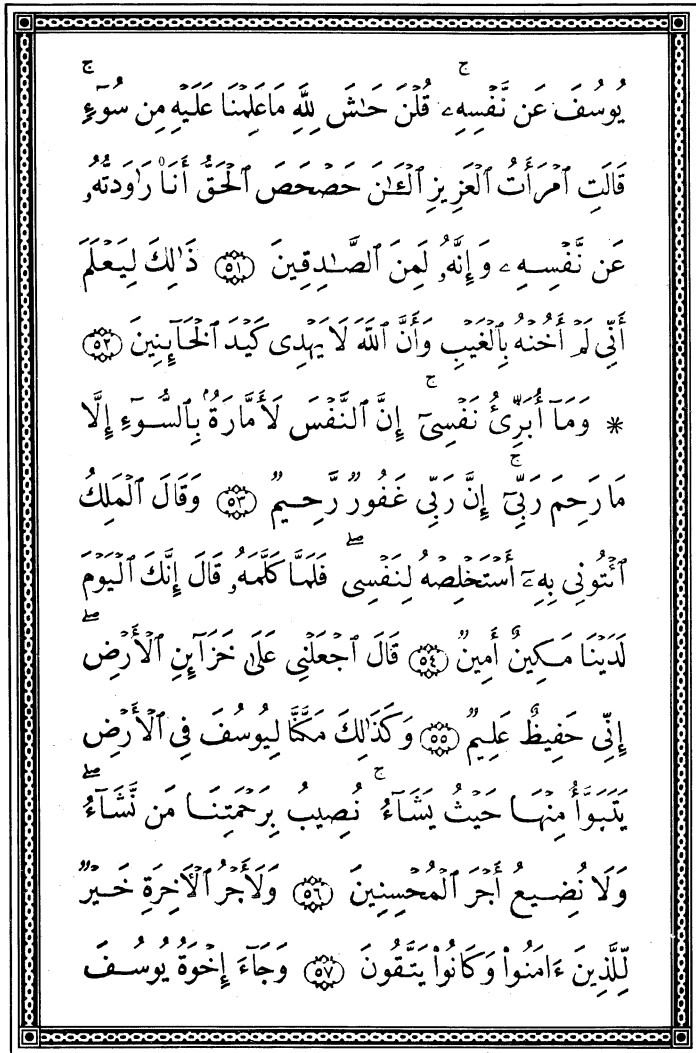 يُوسُفَ عَن نَّفۡسِهِۦۚ قُلۡنَ حَٰشَ لِلَّهِ مَا عَلِمۡنَا عَلَيۡهِ مِن سُوٓءٖۚ
قَالَتِ ٱمۡرَأَتُ ٱلۡعَزِيزِ ٱلۡـَٰٔنَ حَصۡحَصَ ٱلۡحَقُّ أَنَا۠ رَٰوَدتُّهُۥ
عَن نَّفۡسِهِۦ وَإِنَّهُۥ لَمِنَ ٱلصَّٰدِقِينَ ٥١ ذَٰلِكَ لِيَعۡلَمَ
أَنِّي لَمۡ أَخُنۡهُ بِٱلۡغَيۡبِ وَأَنَّ ٱللَّهَ لَا يَهۡدِي كَيۡدَ ٱلۡخَآئِنِينَ ٥٢
* وَمَآ أُبَرِّئُ نَفۡسِيٓۚ إِنَّ ٱلنَّفۡسَ لَأَمَّارَةُۢ بِٱلسُّوٓءِ إِلَّا
مَا رَحِمَ رَبِّيٓۚ إِنَّ رَبِّي غَفُورٞ رَّحِيمٞ ٥٣ وَقَالَ ٱلۡمَلِكُ
ٱئۡتُونِي بِهِۦٓ أَسۡتَخۡلِصۡهُ لِنَفۡسِيۖ فَلَمَّا كَلَّمَهُۥ قَالَ إِنَّكَ ٱلۡيَوۡمَ
لَدَيۡنَا مَكِينٌ أَمِينٞ ٥٤ قَالَ ٱجۡعَلۡنِي عَلَىٰ خَزَآئِنِ ٱلۡأَرۡضِۖ
إِنِّي حَفِيظٌ عَلِيمٞ ٥٥ وَكَذَٰلِكَ مَكَّنَّا لِيُوسُفَ فِي ٱلۡأَرۡضِ
يَتَبَوَّأُ مِنۡهَا حَيۡثُ يَشَآءُۚ نُصِيبُ بِرَحۡمَتِنَا مَن نَّشَآءُۖ
وَلَا نُضِيعُ أَجۡرَ ٱلۡمُحۡسِنِينَ ٥٦ وَلَأَجۡرُ ٱلۡأٓخِرَةِ خَيۡرٞ
لِّلَّذِينَ ءَامَنُواْ وَكَانُواْ يَتَّقُونَ ٥٧ وَجَآءَ إِخۡوَةُ يُوسُفَ